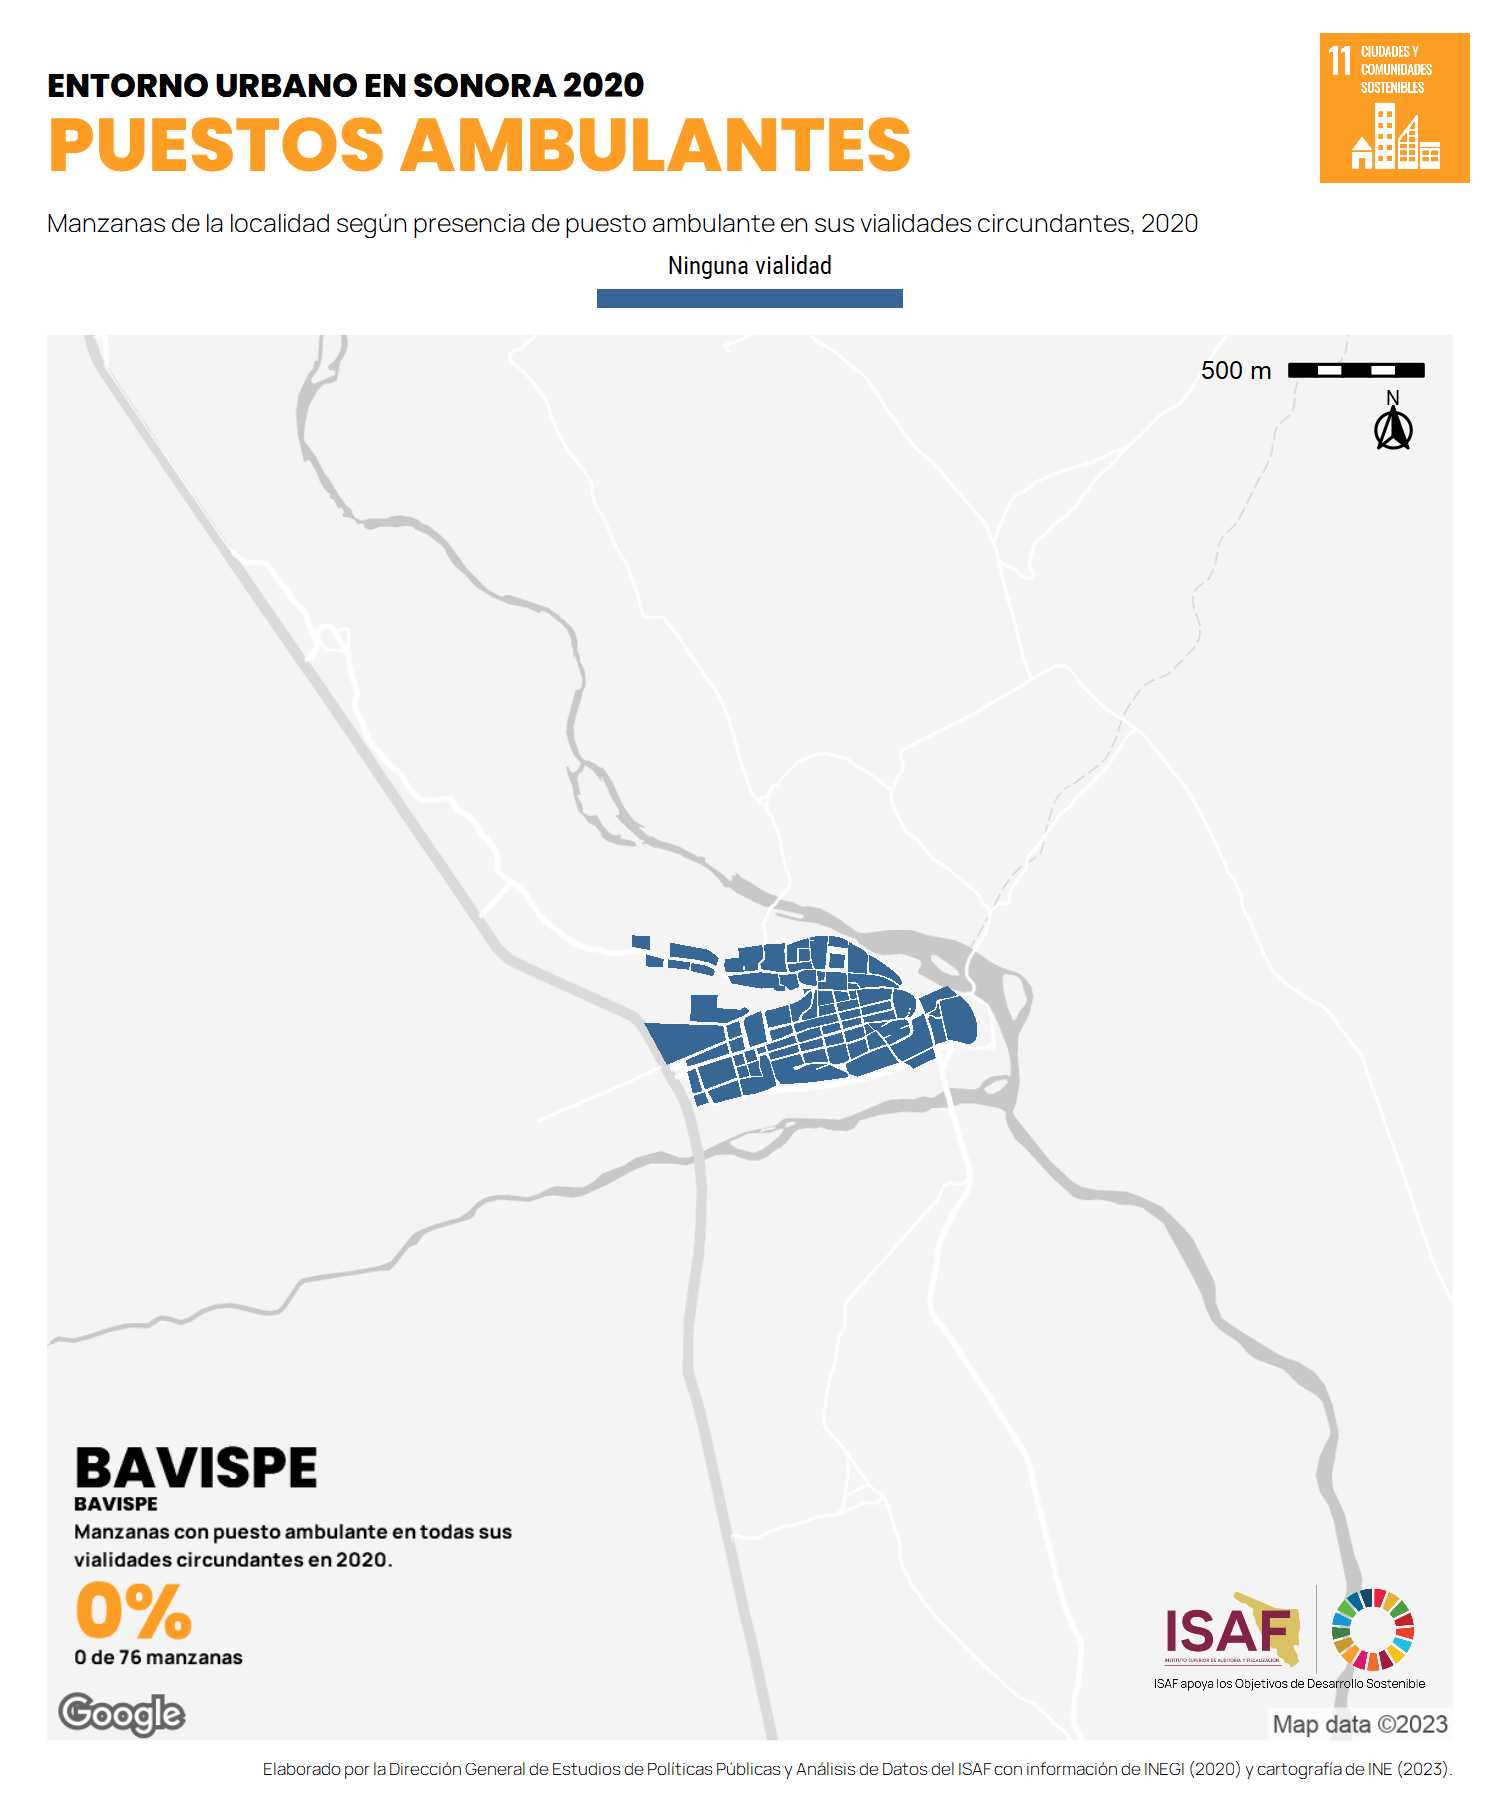 ENTORNO URBANO EN SONORA 2020
PUESTOS AMBULANTES
11 CIUDADES Y
COMUNIDADES
SOSTENIBLES
Manzanas de la localidad según presencia de puesto ambulante en sus vialidades circundantes, 2020
Ninguna vialidad
500 m
N
BAVISPE
BAVISPE
Manzanas con puesto ambulante en todas sus
vialidades circundantes en 2020.
0%
0 de 76 manzanas
ISAF
INSTITUTO SUPERIOR DE AUDITORÍA Y FISCALIZACIÓN
ISAF apoya los Objetivos de Desarrollo Sostenible
Google
Map data ©2023
Elaborado por la Dirección General de Estudios de Políticas Públicas y Análisis de Datos del ISAF con información de INEGI (2020) y cartografía de INE (2023).